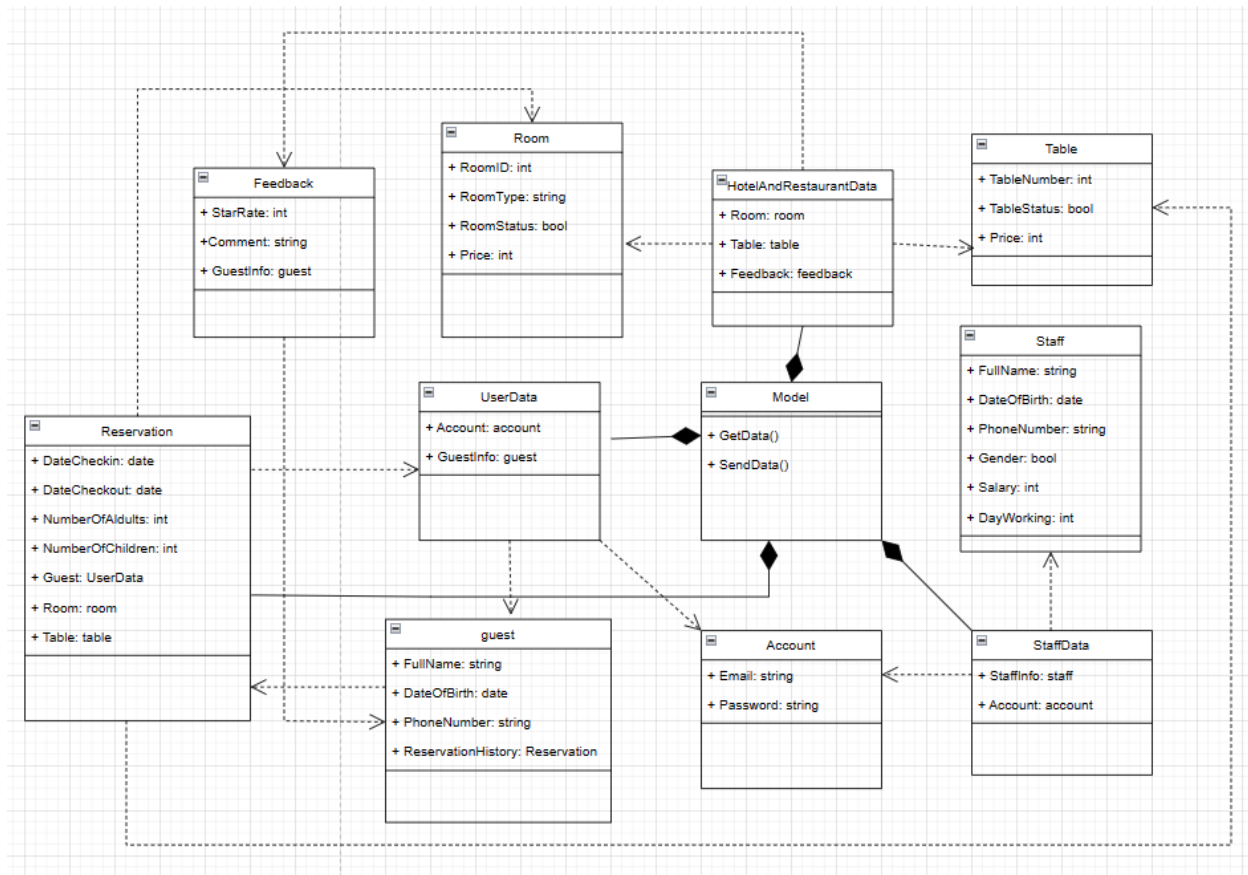 Room
+ RoomID: int
+ RoomType: string
+ RoomStatus: bool
+ Price: int
Table
+ TableNumber: int
+ TableStatus: bool
+ Price: int
Feedback
+ StarRate: int
+Comment: string
+ GuestInfo: guest
HotelAndRestaurantData
+ Room: room
+ Table: table
+ Feedback: feedback
Staff
+ FullName: string
+ DateOfBirth: date
+ PhoneNumber: string
+ Gender: bool
+ Salary: int
+ DayWorking: int
UserData
+ Account: account
+ GuestInfo: guest
Model
+ GetData()
+ SendData()
Reservation
+ DateCheckin: date
+ DateCheckout: date
+ NumberOfAldults: int
+ NumberOfChildren: int
+ Guest: UserData
+ Room: room
+ Table: table
guest
+ FullName: string
+ DateOfBirth: date
+ PhoneNumber: string
+ ReservationHistory: Reservation
Account
+ Email: string
+ Password: string
StaffData
+ StaffInfo: staff
+ Account: account